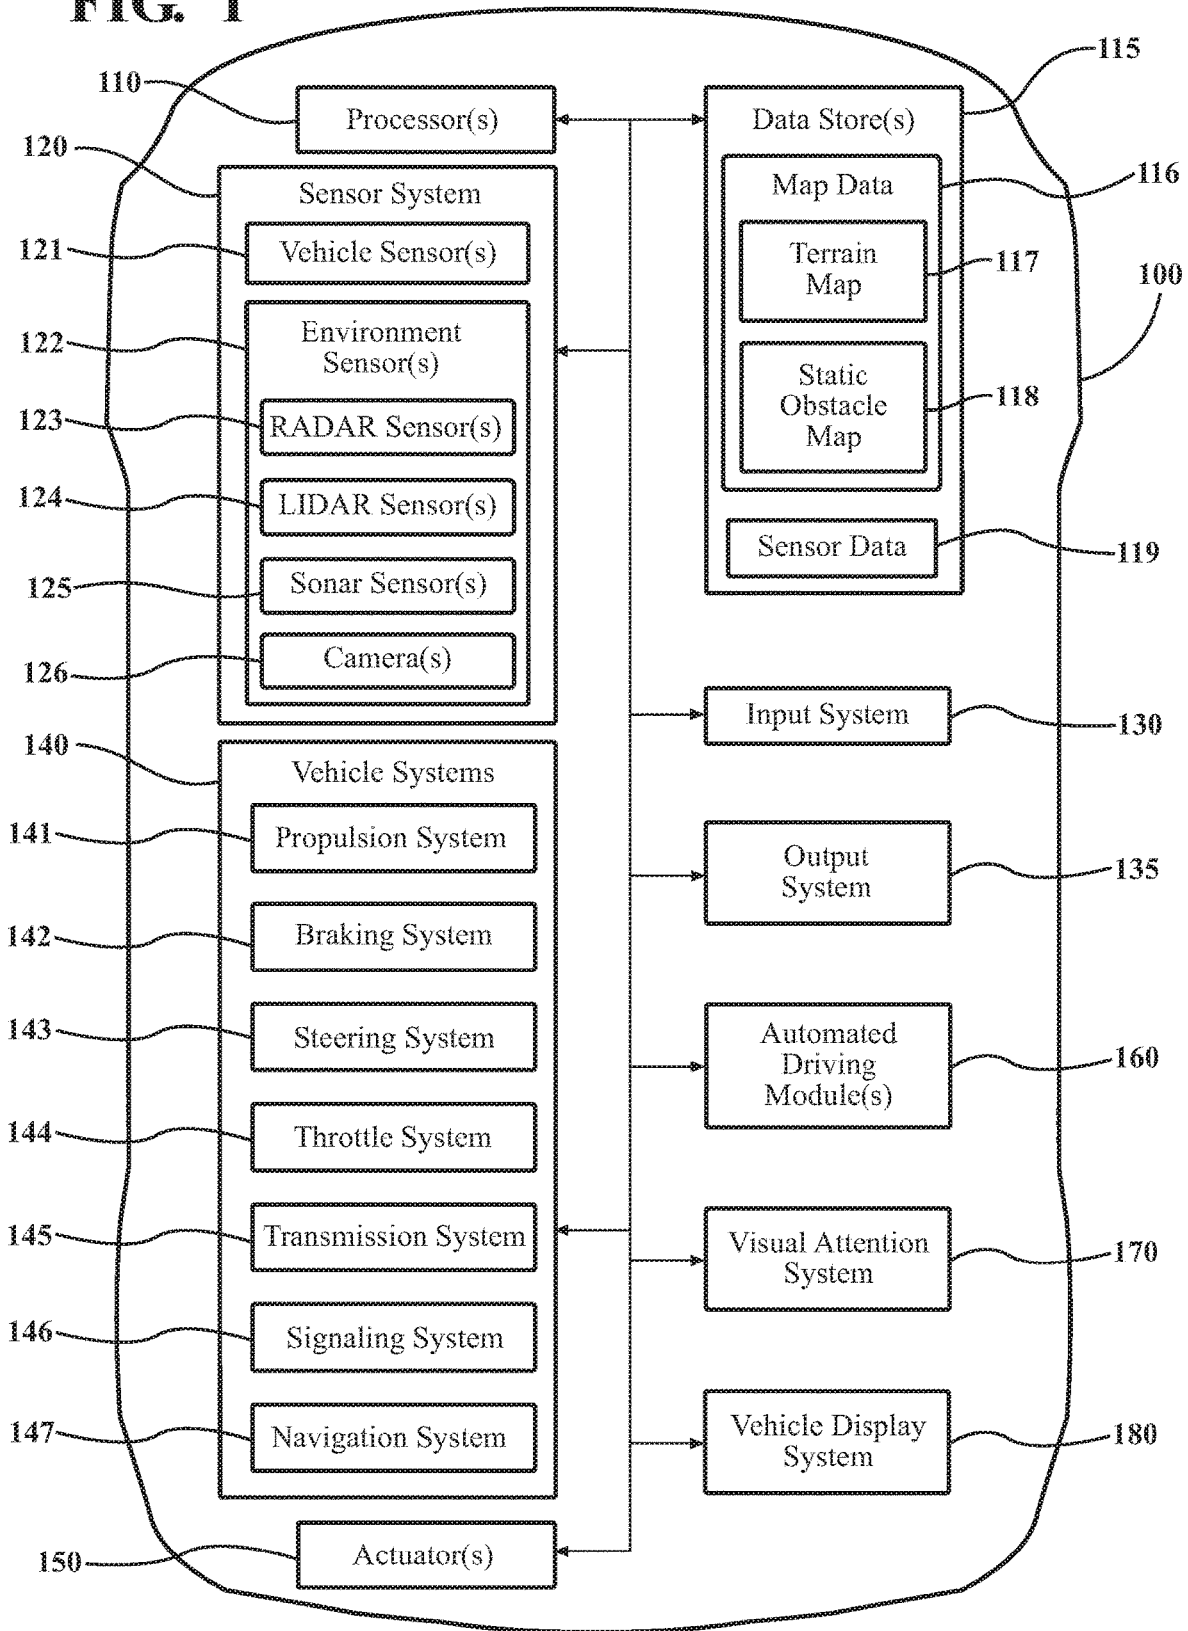 FIG. 1
110
Processor(s)
120
Sensor System
121
Vehicle Sensor(s)
122
Environment
Sensor(s)
123
RADAR Sensor(s)
124
LIDAR Sensor(s)
125
Sonar Sensor(s)
126
Camera(s)
140
Vehicle Systems
141
Propulsion System
142
Braking System
143
Steering System
144
Throttle System
145
Transmission System
146
Signaling System
147
Navigation System
150
Actuator(s)
115
Data Store(s)
116
Map Data
Terrain
Map
117
100
Static
Obstacle
Map
118
Sensor Data
119
Input System
130
Output
System
135
Automated
Driving
Module(s)
160
Visual Attention
System
170
Vehicle Display
System
180